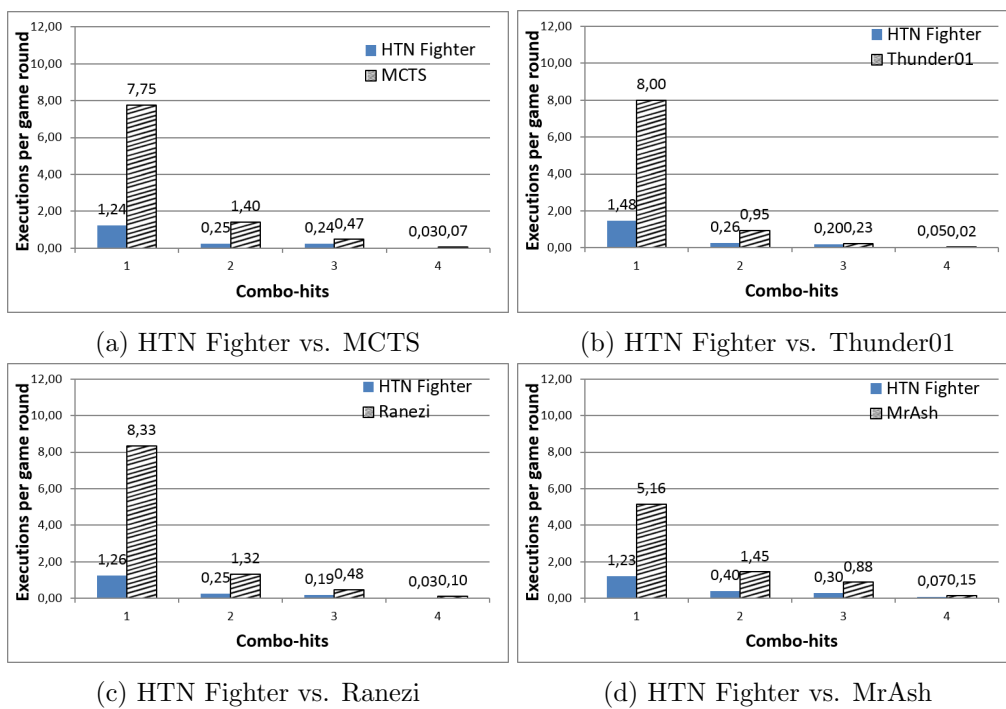 12,00
10,00
8,00
6,00
4,00
2,00
0,00
Executions per game round
HTN Fighter
MCTS
1,24 7,75
0,25 1,40
0,24 0,47
0,03 0,07
1 2 3 4
Combo-hits
(a) HTN Fighter vs. MCTS
12,00
10,00
8,00
6,00
4,00
2,00
0,00
Executions per game round
HTN Fighter
Thunder01
1,48 8,00
0,26 0,95
0,20 0,23
0,05 0,02
1 2 3 4
Combo-hits
(b) HTN Fighter vs. Thunder01
12,00
10,00
8,00
6,00
4,00
2,00
0,00
Executions per game round
HTN Fighter
Ranezi
1,26 8,33
0,25 1,32
0,19 0,48
0,03 0,10
1 2 3 4
Combo-hits
(c) HTN Fighter vs. Ranezi
12,00
10,00
8,00
6,00
4,00
2,00
0,00
Executions per game round
HTN Fighter
MrAsh
1,23 5,16
0,40 1,45
0,30 0,88
0,07 0,15
1 2 3 4
Combo-hits
(d) HTN Fighter vs. MrAsh